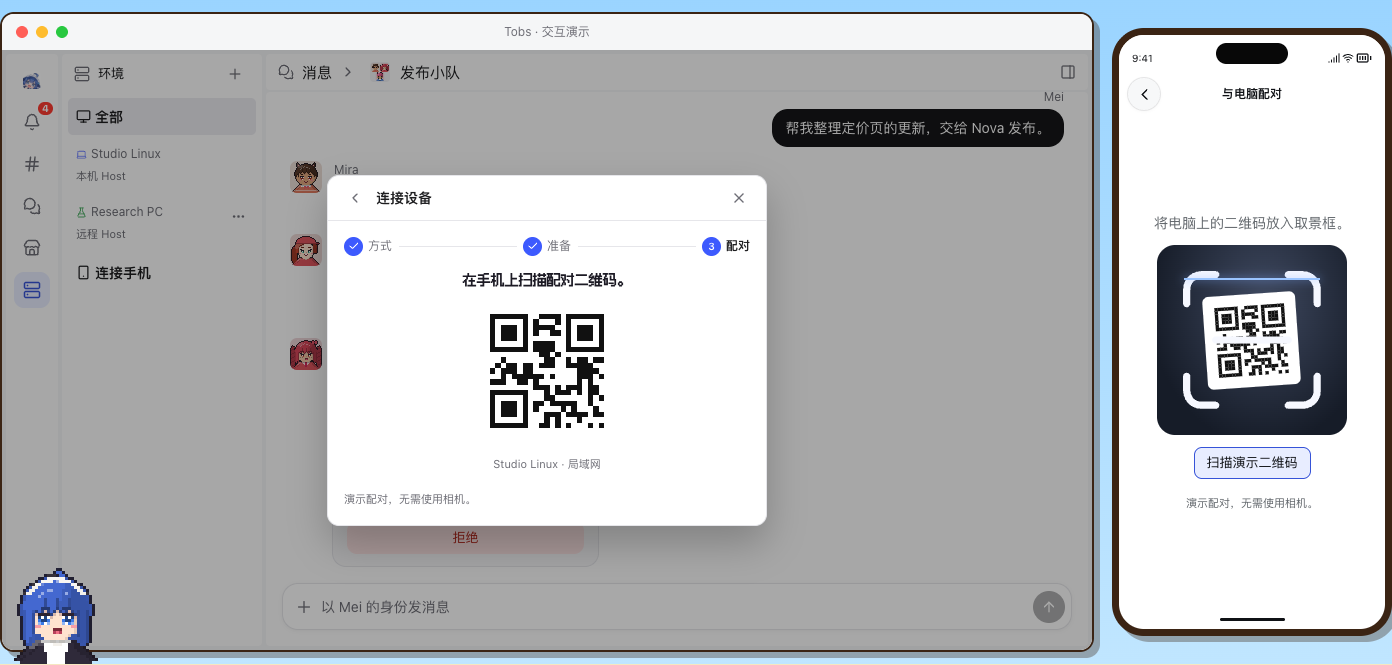 Tobs · 交互演示
4
环境
全部
Studio Linux
本机 Host
Research PC
远程 Host
连接手机
消息
发布小队
Mei
帮我整理定价页的更新，交给 Nova 发布。
Mira
连接设备
方式
准备
3 配对
在手机上扫描配对二维码。
Studio Linux · 局域网
演示配对，无需使用相机。
拒绝
以 Mei 的身份发消息
9:41
与电脑配对
将电脑上的二维码放入取景框。
扫描演示二维码
演示配对，无需使用相机。